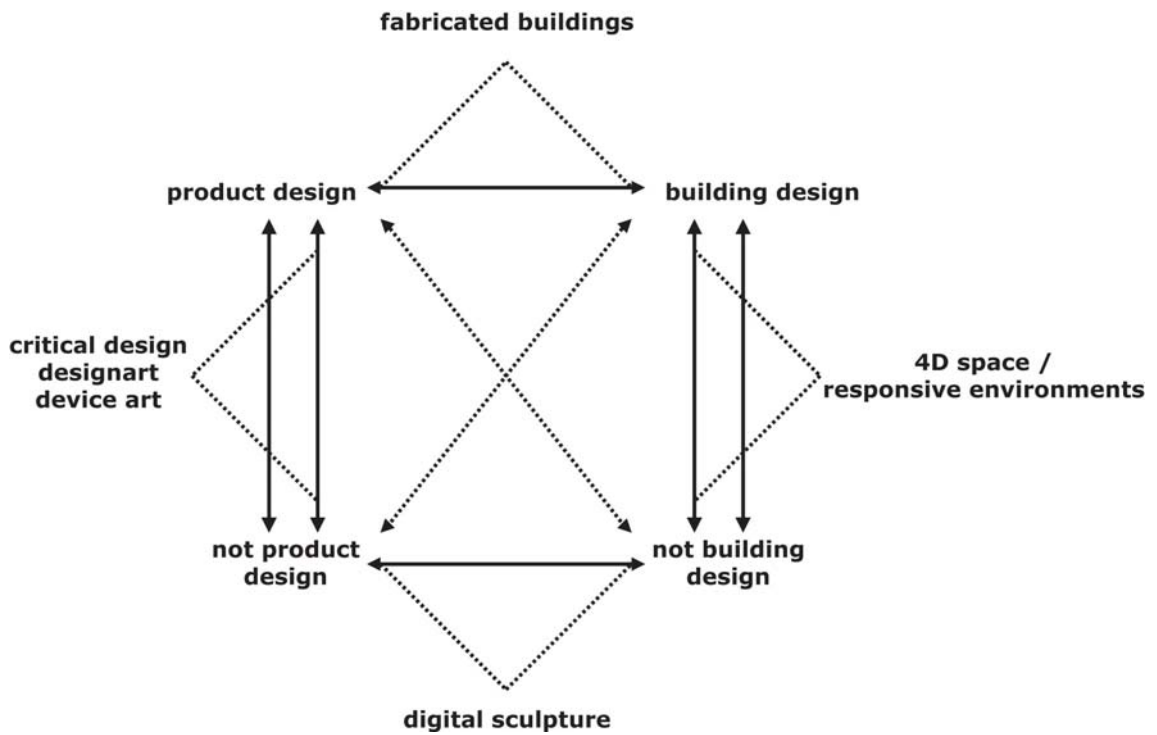 fabricated buildings
product design
building design
critical design
designart
device art
4D space /
responsive environments
not product
design
not building
design
digital sculpture